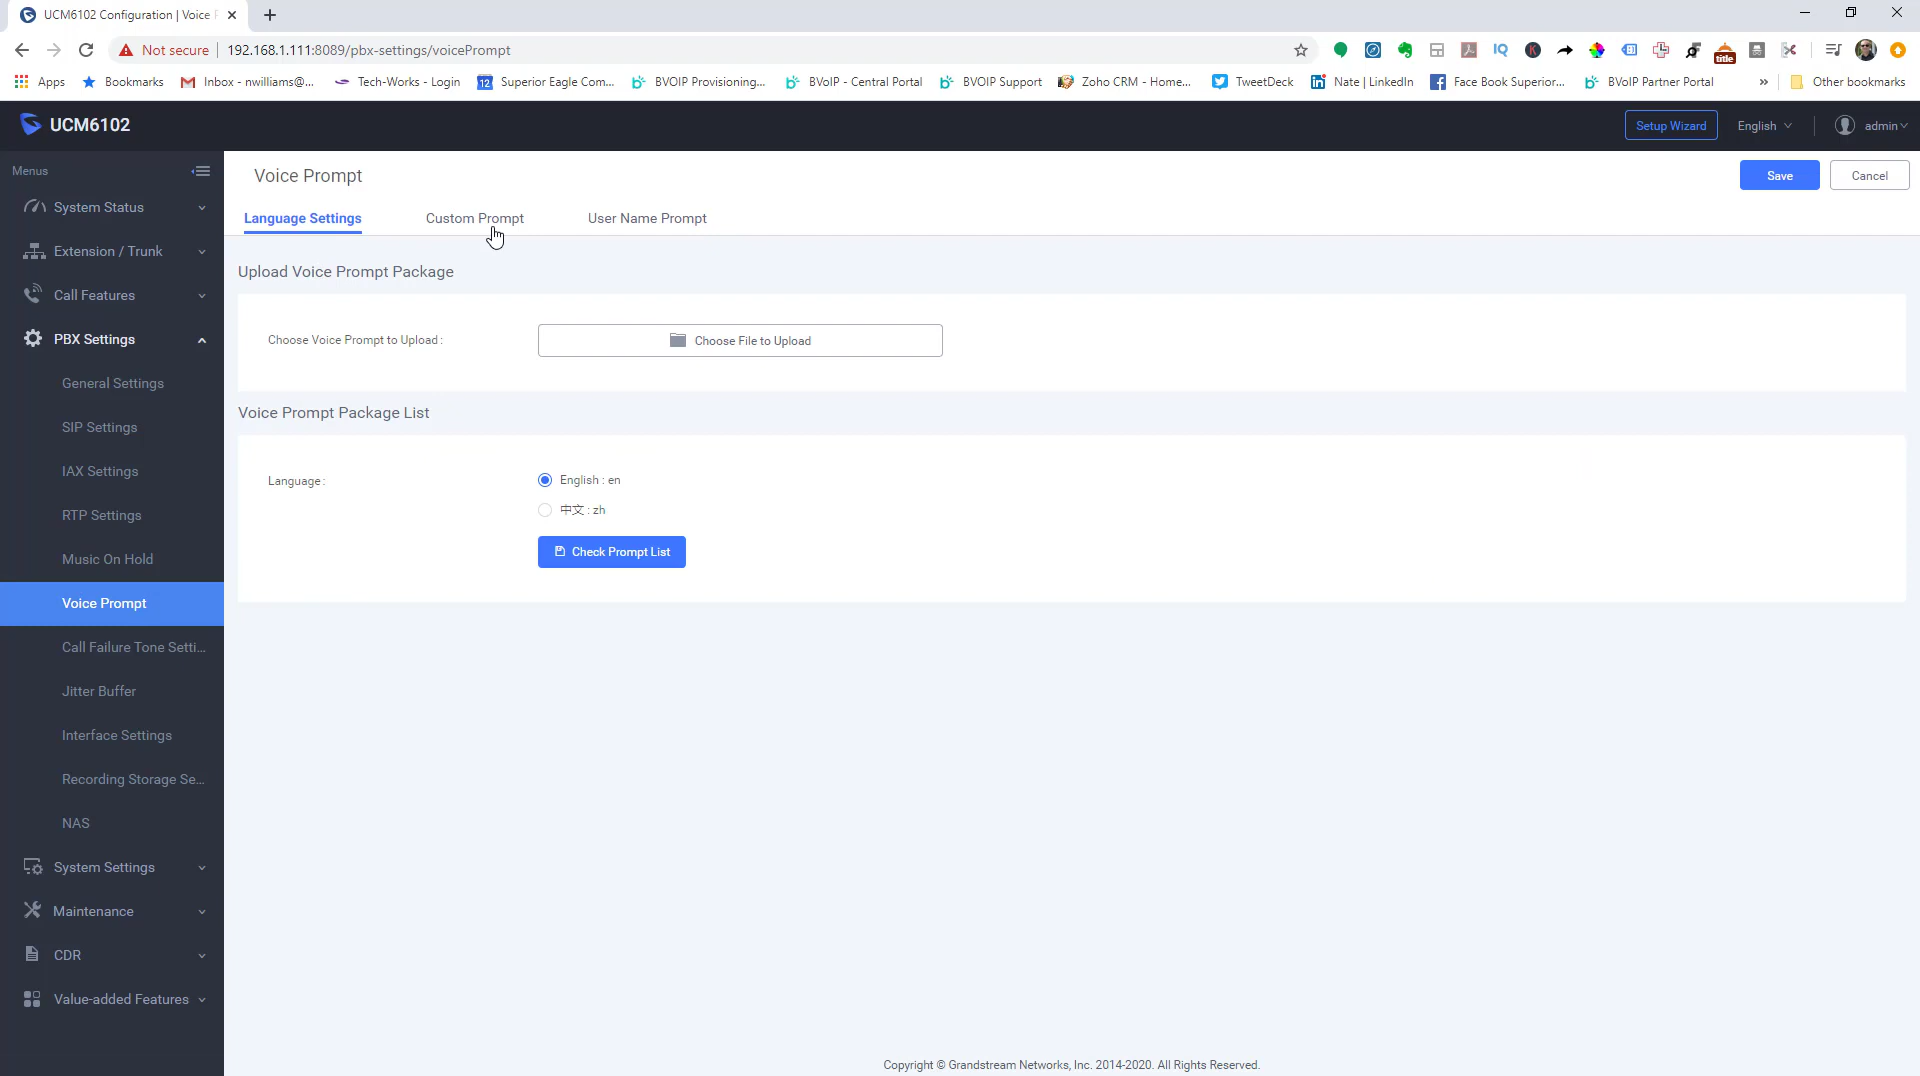 UCM6102 Configuration | Voice P
Not secure | 192.168.1.111:8089/pbx-settings/voicePrompt
IQ
K
title
Apps Bookmarks Inbox - nwilliams@... Tech-Works - Login 12 Superior Eagle Com... BVOIP Provisioning... BVoIP - Central Portal BVOIP Support Zoho CRM - Home... TweetDeck Nate | LinkedIn Face Book Superior... BVoIP Partner Portal » Other bookmarks
UCM6102
Setup Wizard English admin
Menus
System Status
Extension / Trunk
Call Features
PBX Settings
General Settings
SIP Settings
IAX Settings
RTP Settings
Music On Hold
Voice Prompt
Call Failure Tone Setti...
Jitter Buffer
Interface Settings
Recording Storage Se...
NAS
System Settings
Maintenance
CDR
Value-added Features
Voice Prompt
Save Cancel
Language Settings Custom Prompt User Name Prompt
Upload Voice Prompt Package
Choose Voice Prompt to Upload : Choose File to Upload
Voice Prompt Package List
Language : English : en
中文 : zh
Check Prompt List
Copyright © Grandstream Networks, Inc. 2014-2020. All Rights Reserved.